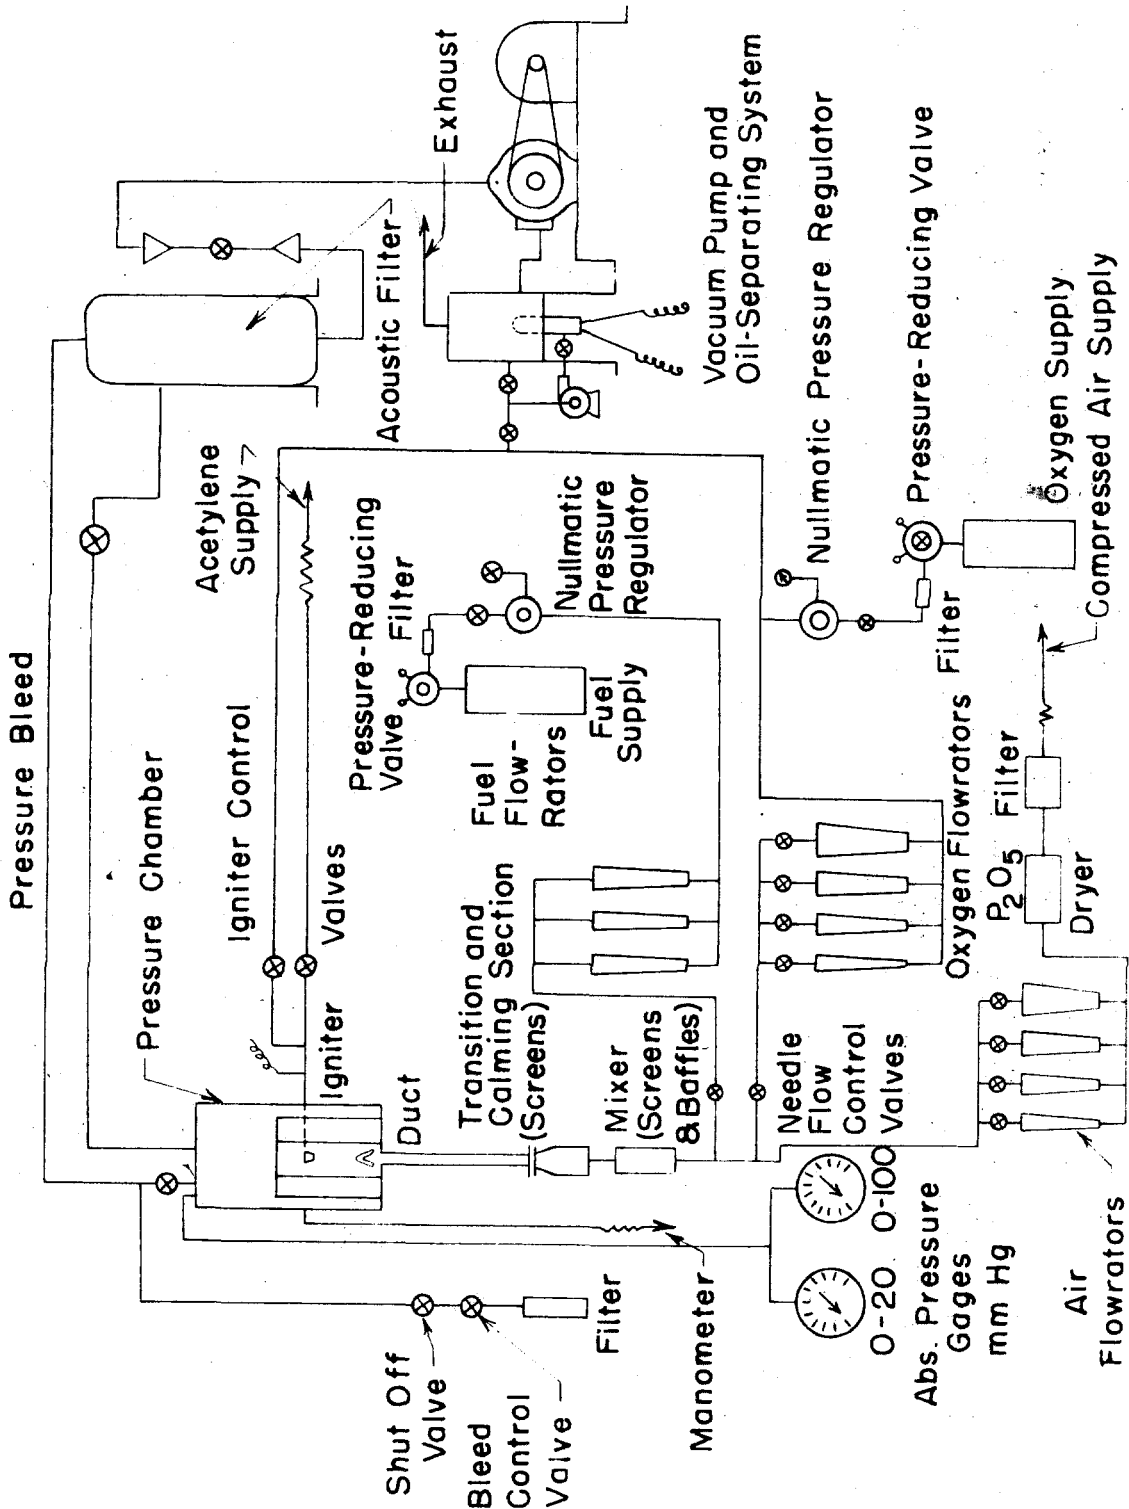 Pressure Bleed
Pressure Chamber
Igniter Control
Valves
Igniter
Acetylene
Supply
Acoustic Filter
Exhaust
Vacuum Pump and
Oil-Separating System
Pressure-Reducing
Valve
Filter
Nullmatic
Pressure
Regulator
Fuel
Supply
Fuel
Flow-
Rators
Nullmatic Pressure Regulator
Pressure-Reducing Valve
Filter
Oxygen Supply
Compressed Air Supply
Duct
Transition and
Calming Section
(Screens)
Mixer
(Screens
& Baffles)
Needle
Flow
Control
Valves
Oxygen Flowrators
Filter
P2O5
Dryer
Air
Flowrators
Shut Off
Valve
Bleed
Control
Valve
Filter
Manometer
0-20 0-100
Abs. Pressure
Gages
mm Hg